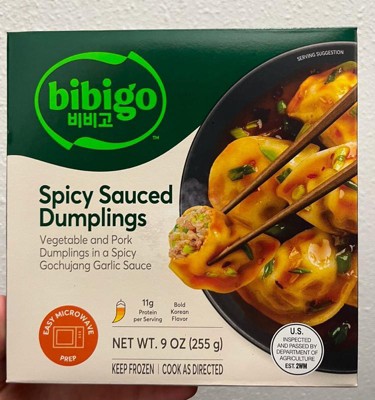 SERVING SUGGESTION
bibigo
비비고
TM
Spicy Sauced
Dumplings
Vegetable and Pork
Dumplings in a Spicy
Gochujang Garlic Sauce
11g
Protein
per Serving
Bold
Korean
Flavor
EASY MICROWAVE
PREP
NET WT. 9 OZ (255 g)
KEEP FROZEN | COOK AS DIRECTED
U.S.
INSPECTED
AND PASSED BY
DEPARTMENT OF
AGRICULTURE
EST. 2WM